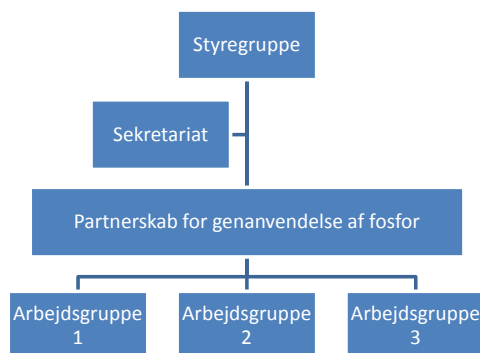 Styregruppe
Sekretariat
Partnerskab for genanvendelse af fosfor
Arbejdsgruppe
1
Arbejdsgruppe
2
Arbejdsgruppe
3